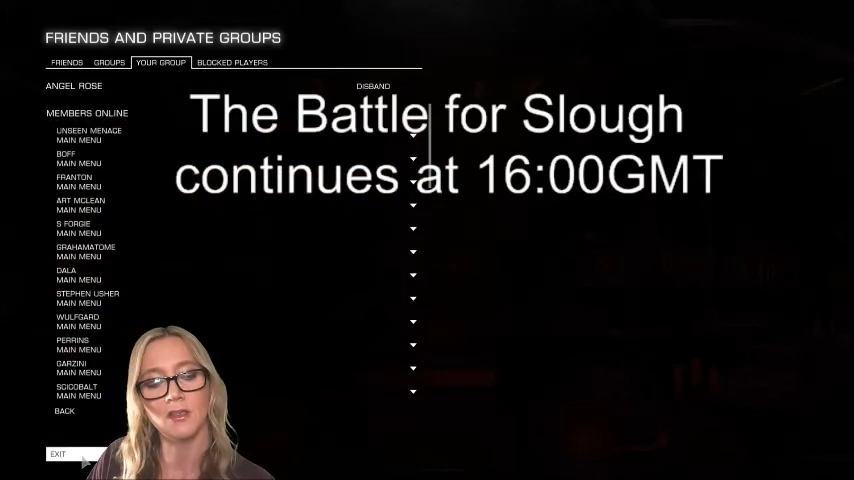 FRIENDS AND PRIVATE GROUPS
FRIENDS GROUPS YOUR GROUP BLOCKED PLAYERS
ANGEL ROSE DISBAND
The Battle for Slough
continues at 16:00GMT
MEMBERS ONLINE
UNSEEN MENACE
MAIN MENU
BOFF
MAIN MENU
FRANTON
MAIN MENU
ART MCLEAN
MAIN MENU
S FORGIE
MAIN MENU
GRAHAMATOME
MAIN MENU
DALA
MAIN MENU
STEPHEN USHER
MAIN MENU
WULFGARD
MAIN MENU
PERRINS
MAIN MENU
GARZINI
MAIN MENU
SCICOBALT
MAIN MENU
BACK
EXIT